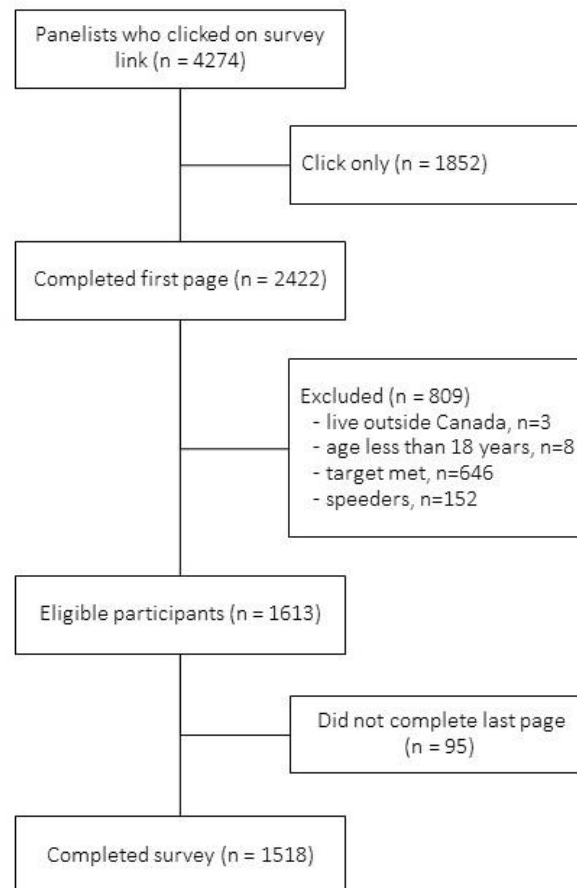 Panelists who clicked on survey
link (n = 4274)
Click only (n = 1852)
Completed first page (n = 2422)
Excluded (n = 809)
- live outside Canada, n=3
- age less than 18 years, n=8
- target met, n=646
- speeders, n=152
Eligible participants (n = 1613)
Did not complete last page
(n = 95)
Completed survey (n = 1518)